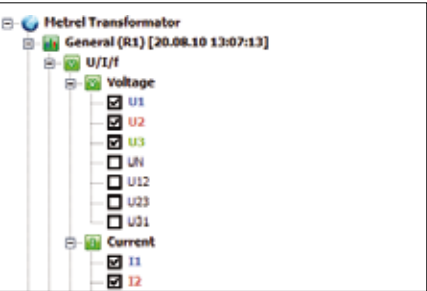 Metrel Transformator
General (R1) [20.08.10 13:07:13]
U/I/f
Voltage
U1
U2
U3
UN
U12
U23
U31
Current
I1
I2